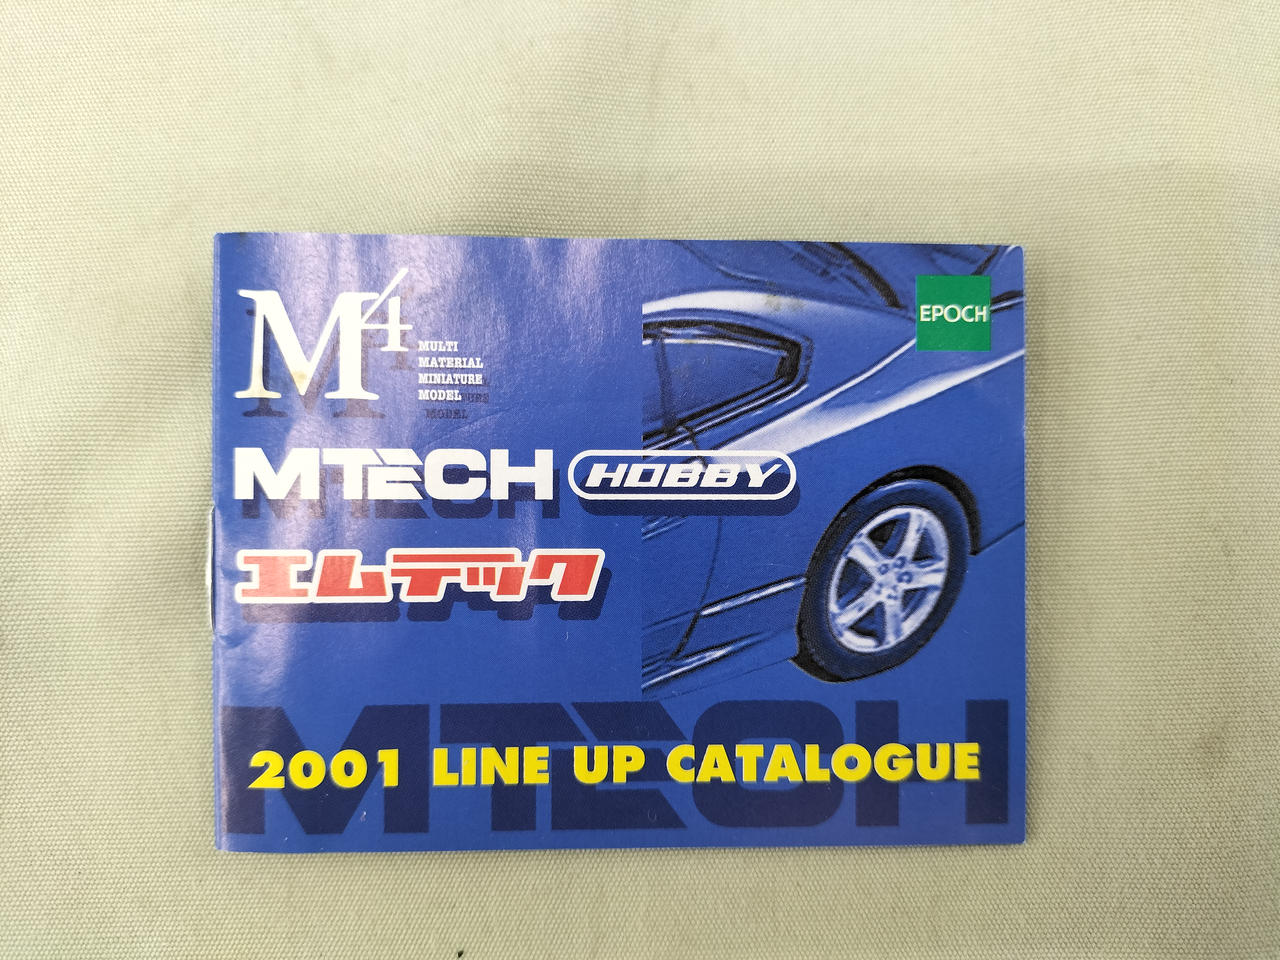 M4
MULTI
MATERIAL
MINIATURE
MODEL
EPOCH
MTECH HOBBY
エムテック
MTECH
2001 LINE UP CATALOGUE